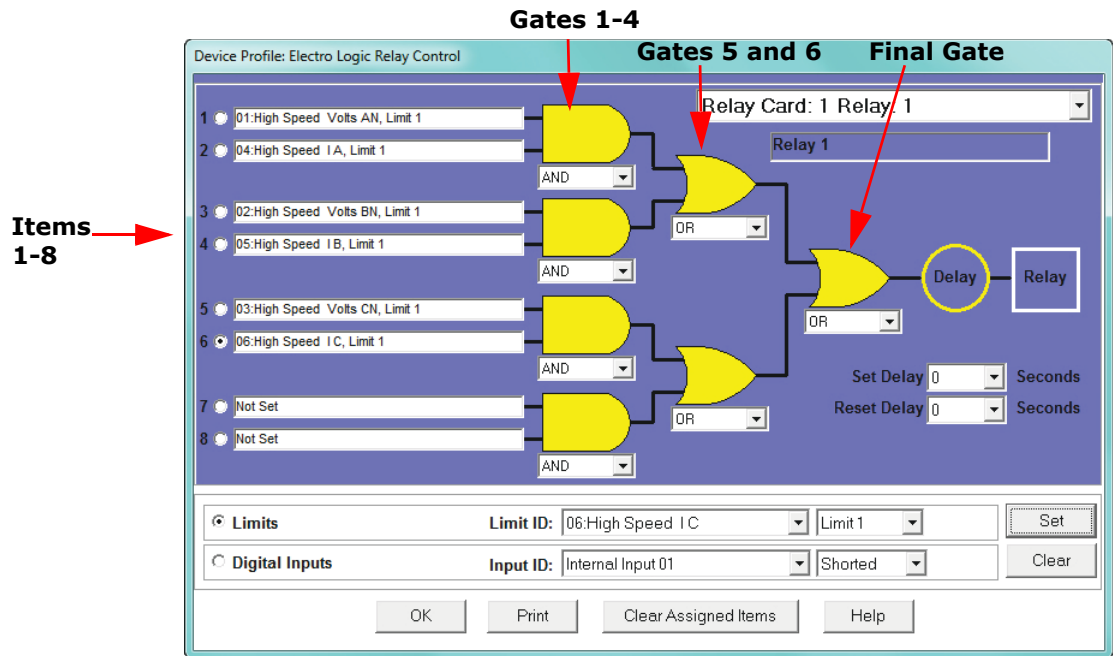 Gates 1-4
Gates 5 and 6
Final Gate
Items
1-8
Device Profile: Electro Logic Relay Control
Relay Card: 1 Relay: 1
Relay 1
1 01:High Speed Volts AN, Limit 1
2 04:High Speed I A, Limit 1
AND
3 02:High Speed Volts BN, Limit 1
4 05:High Speed I B, Limit 1
AND
OR
5 03:High Speed Volts CN, Limit 1
6 06:High Speed I C, Limit 1
AND
7 Not Set
8 Not Set
AND
OR
OR
Delay
Relay
Set Delay 0 Seconds
Reset Delay 0 Seconds
Limits Limit ID: 06:High Speed I C Limit 1 Set
Digital Inputs Input ID: Internal Input 01 Shorted Clear
OK Print Clear Assigned Items Help